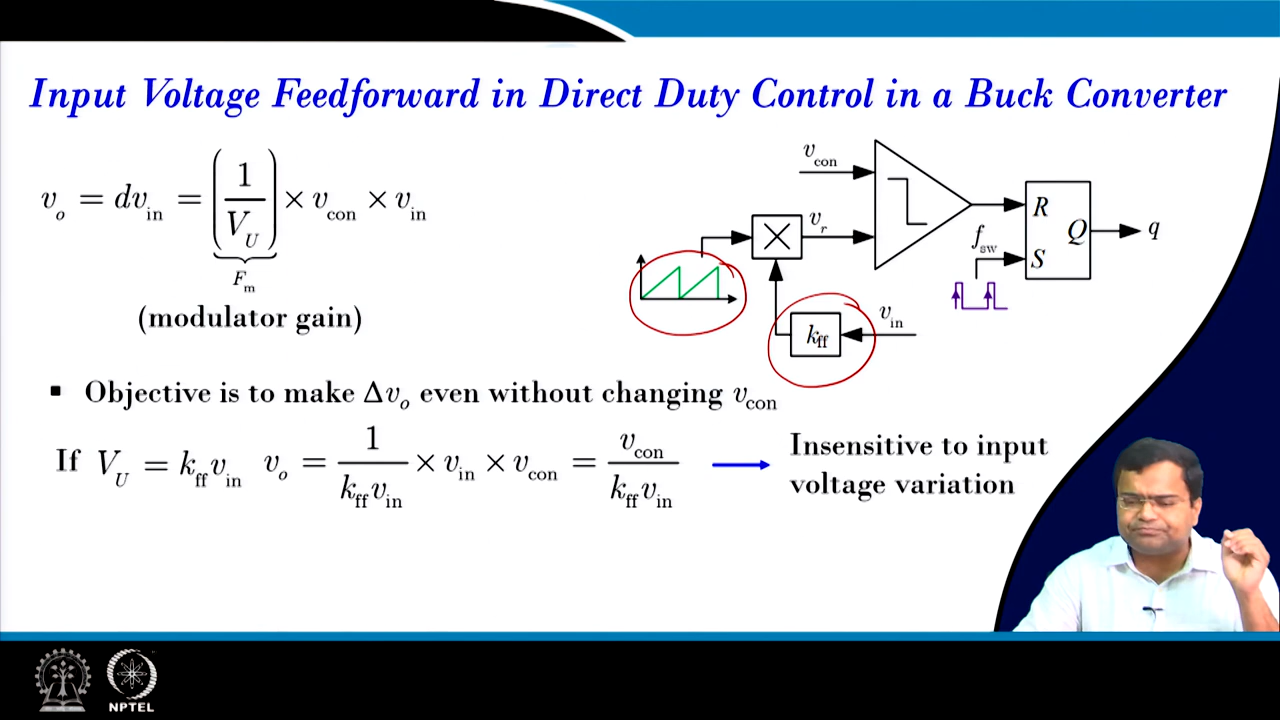 Input Voltage Feedforward in Direct Duty Control in a Buck Converter
v_o = dv_in = (1/V_U) × v_con × v_in
F_m
(modulator gain)
v_con
v_r
×
k_ff
v_in
f_sw
R
S
Q
q
▪ Objective is to make Δv_o even without changing v_con
If V_U = k_ff v_in v_o = 1/(k_ff v_in) × v_in × v_con = v_con/(k_ff v_in)
Insensitive to input
voltage variation
NPTEL